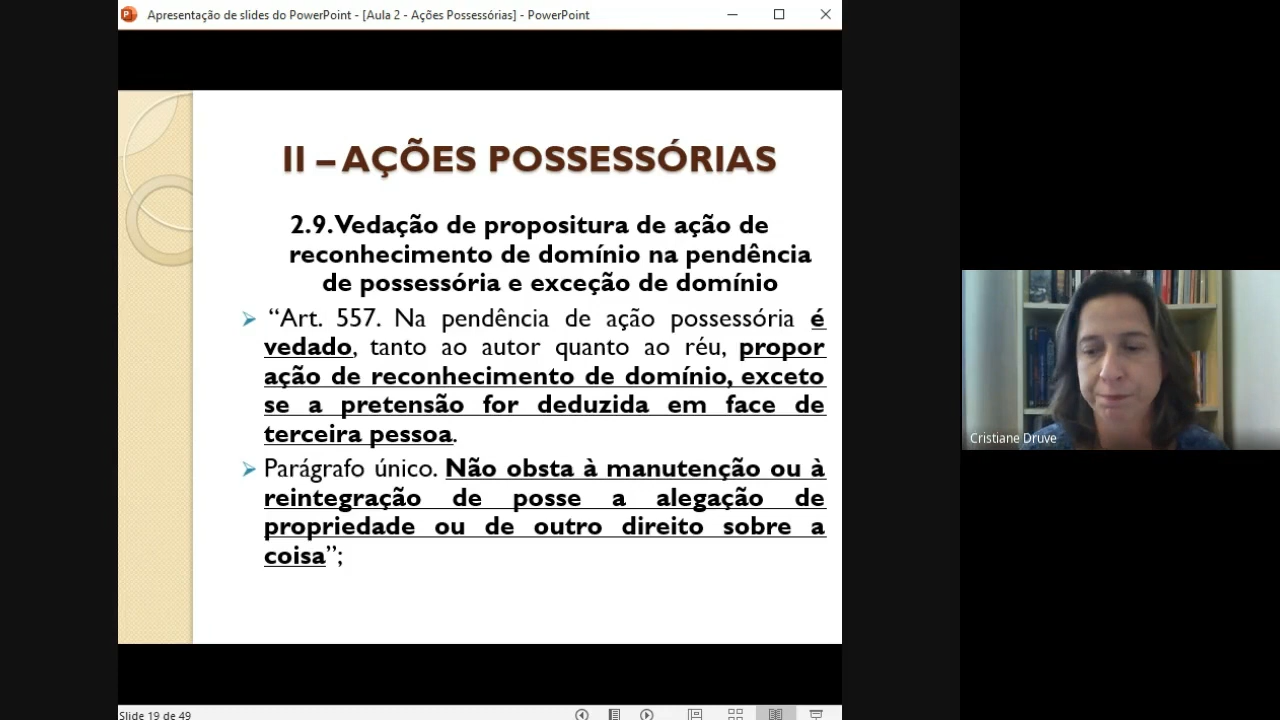 Apresentação de slides do PowerPoint - [Aula 2 - Ações Possessórias] - PowerPoint
II – AÇÕES POSSESSÓRIAS
2.9. Vedação de propositura de ação de
reconhecimento de domínio na pendência
de possessória e exceção de domínio
“Art. 557. Na pendência de ação possessória é
vedado, tanto ao autor quanto ao réu, propor
ação de reconhecimento de domínio, exceto
se a pretensão for deduzida em face de
terceira pessoa.
Parágrafo único. Não obsta à manutenção ou à
reintegração de posse a alegação de
propriedade ou de outro direito sobre a
coisa”;
Cristiane Druve
Slide 19 de 49